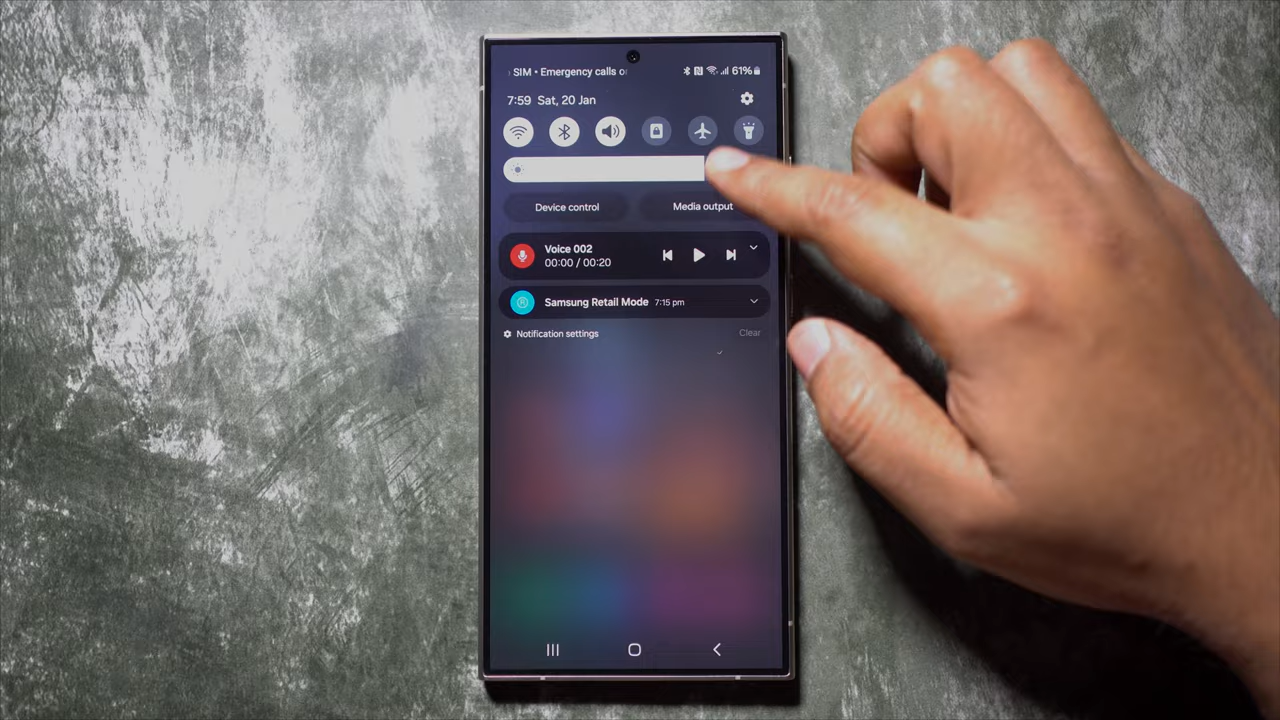 SIM • Emergency calls
61%
7:59 Sat, 20 Jan
Device control
Media output
Voice 002
00:00 / 00:20
Samsung Retail Mode 7:15 pm
Notification settings
Clear